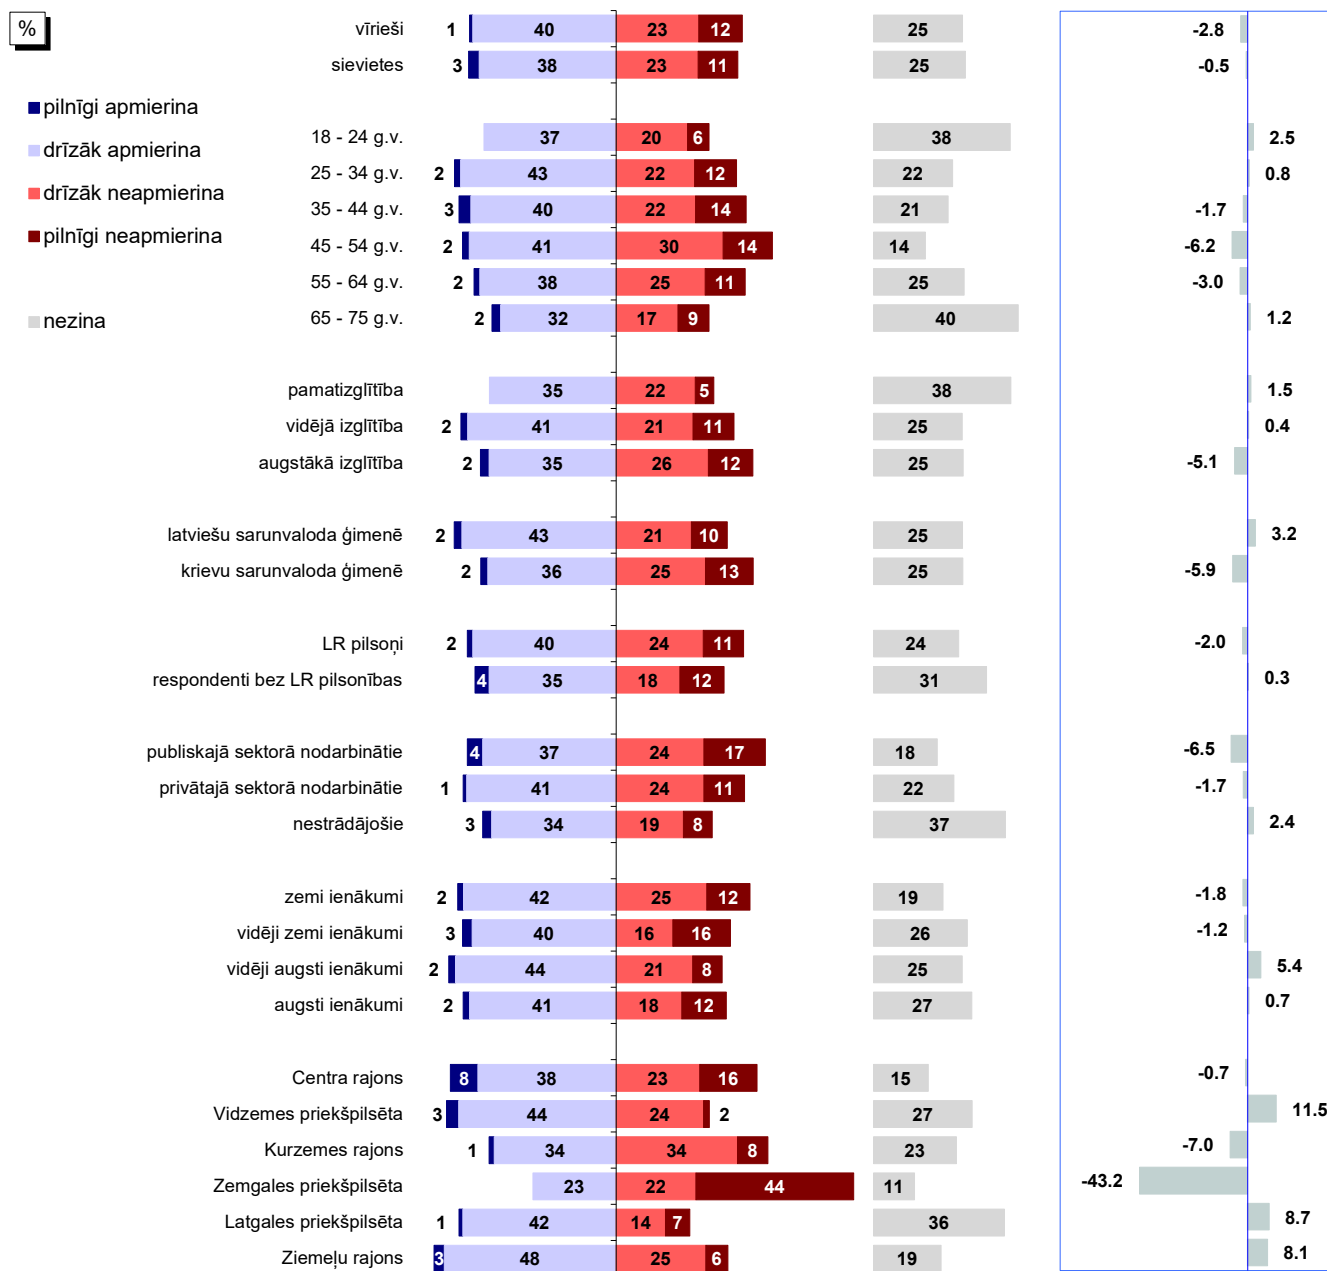 %
pilnīgi apmierina
drīzāk apmierina
drīzāk neapmierina
pilnīgi neapmierina
nezina
vīrieši 1 40 23 12 25 -2.8
sievietes 3 38 23 11 25 -0.5
18 - 24 g.v. 37 20 6 38 2.5
25 - 34 g.v. 2 43 22 12 22 0.8
35 - 44 g.v. 3 40 22 14 21 -1.7
45 - 54 g.v. 2 41 30 14 14 -6.2
55 - 64 g.v. 2 38 25 11 25 -3.0
65 - 75 g.v. 2 32 17 9 40 1.2
pamatizglītība 35 22 5 38 1.5
vidējā izglītība 2 41 21 11 25 0.4
augstākā izglītība 2 35 26 12 25 -5.1
latviešu sarunvaloda ģimenē 2 43 21 10 25 3.2
krievu sarunvaloda ģimenē 2 36 25 13 25 -5.9
LR pilsoņi 2 40 24 11 24 -2.0
respondenti bez LR pilsonības 4 35 18 12 31 0.3
publiskajā sektorā nodarbinātie 4 37 24 17 18 -6.5
privātajā sektorā nodarbinātie 1 41 24 11 22 -1.7
nestrādājošie 3 34 19 8 37 2.4
zemi ienākumi 2 42 25 12 19 -1.8
vidēji zemi ienākumi 3 40 16 16 26 -1.2
vidēji augsti ienākumi 2 44 21 8 25 5.4
augsti ienākumi 2 41 18 12 27 0.7
Centra rajons 8 38 23 16 15 -0.7
Vidzemes priekšpilsēta 3 44 24 2 27 11.5
Kurzemes rajons 1 34 34 8 23 -7.0
Zemgales priekšpilsēta 23 22 44 11 -43.2
Latgales priekšpilsēta 1 42 14 7 36 8.7
Ziemeļu rajons 3 48 25 6 19 8.1